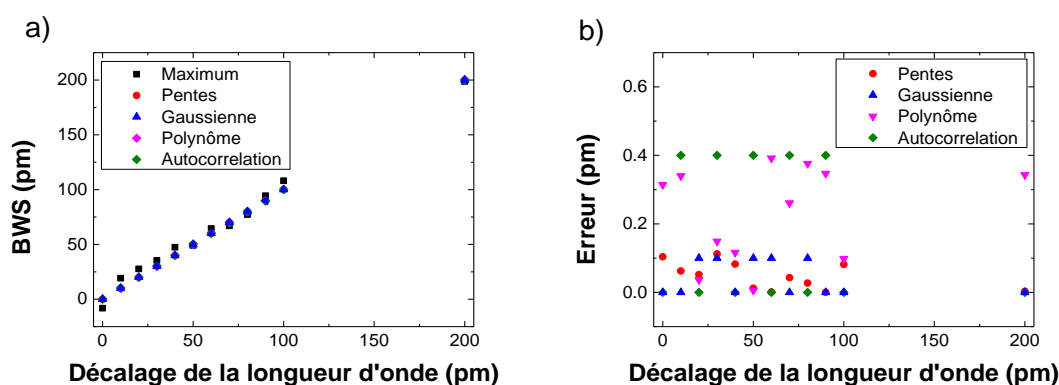 a)
BWS (pm)
200
150
100
50
0
Maximum
Pentes
Gaussienne
Polynôme
Autocorrelation
0 50 100 150 200
Décalage de la longueur d'onde (pm)
b)
Erreur (pm)
0.6
0.4
0.2
0.0
Pentes
Gaussienne
Polynôme
Autocorrelation
0 50 100 150 200
Décalage de la longueur d'onde (pm)